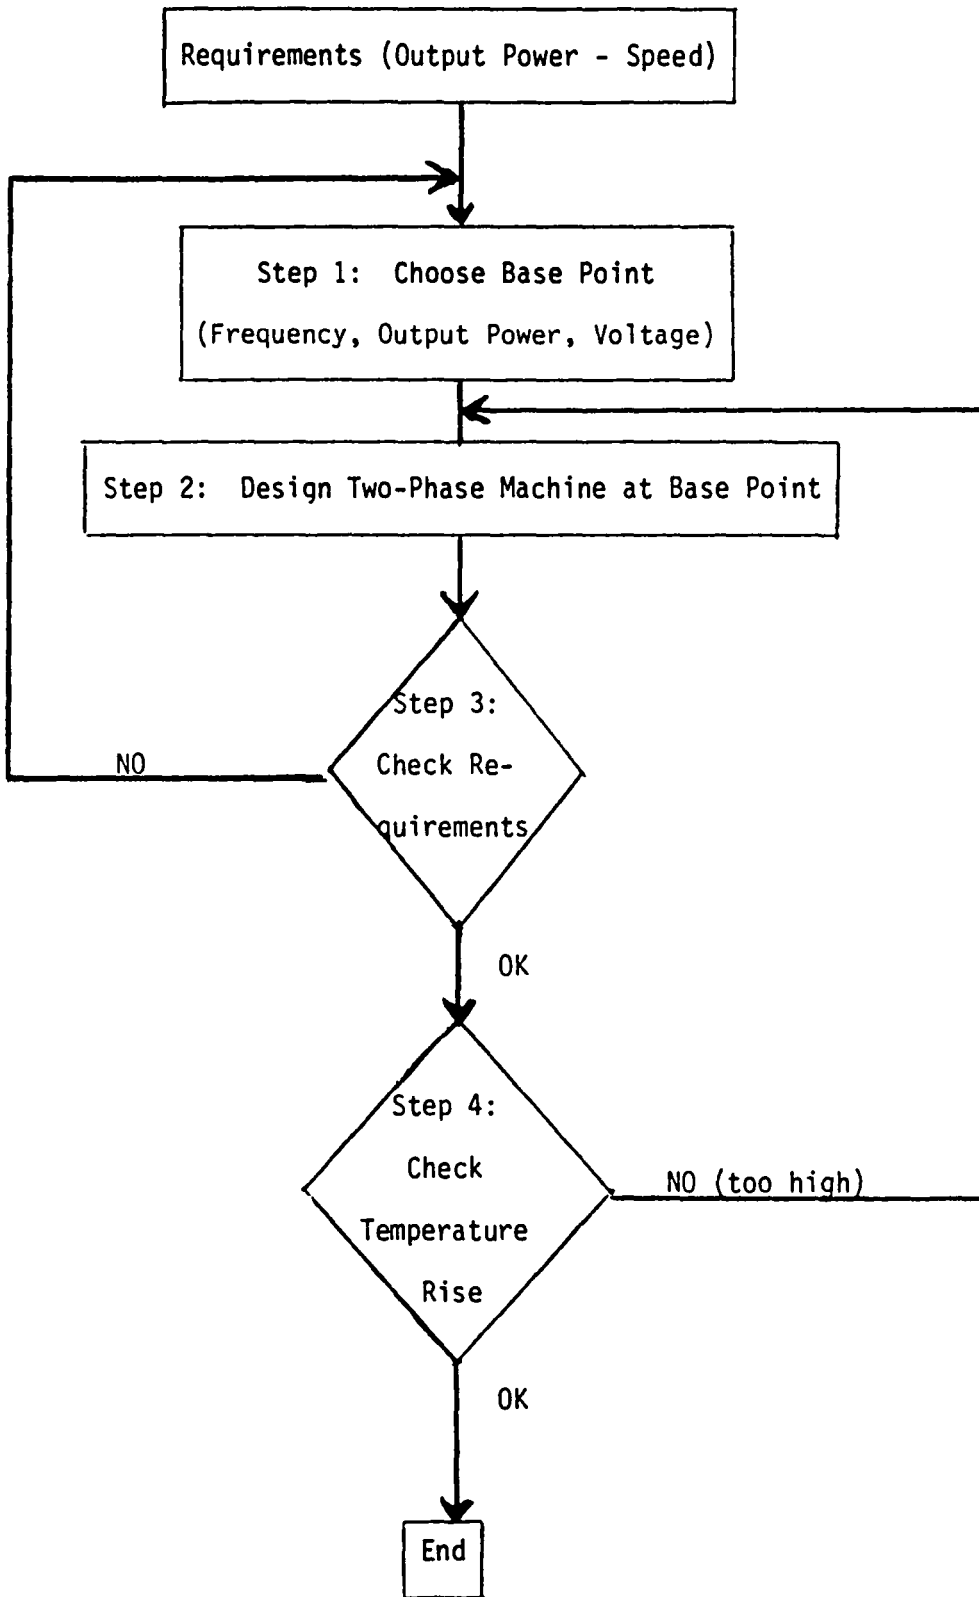 Requirements (Output Power - Speed)
Step 1: Choose Base Point
(Frequency, Output Power, Voltage)
Step 2: Design Two-Phase Machine at Base Point
Step 3:
Check Re-
quirements
NO
OK
Step 4:
Check
Temperature
Rise
NO (too high)
OK
End